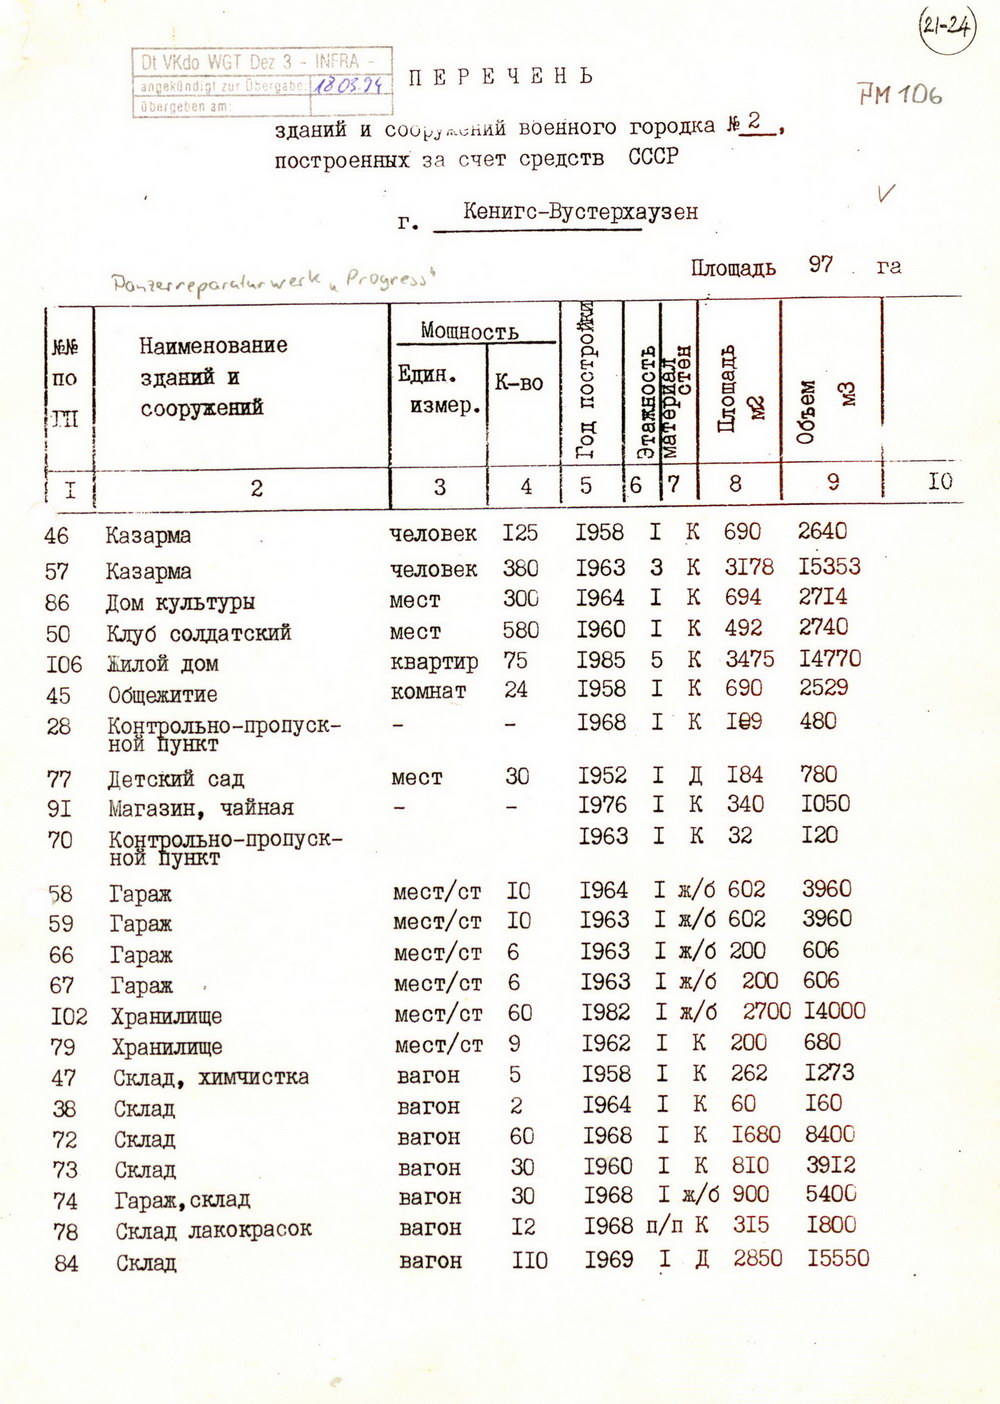 (21-24)
Dt VKdo WGT Dez 3 - INFRA -
angekündigt zur Übergabe: 18.03.94
übergeben am:
ПЕРЕЧЕНЬ
PM 106
зданий и сооружений военного городка № 2,
построенных за счет средств СССР
г. Кенигс-Вустерхаузен
Площадь 97 га
Panzerreparaturwerk „Progress"
№№ по ПП | Наименование зданий и сооружений | Мощность Един. измер. | К-во | Год постройки | Этажность | материал стен | Площадь м2 | Объем м3
I 2 3 4 5 6 7 8 9 IO
46 Казарма человек I25 I958 I К 690 2640
57 Казарма человек 380 I963 3 К 3I78 I5353
86 Дом культуры мест 300 I964 I К 694 27I4
50 Клуб солдатский мест 580 I960 I К 492 2740
I06 Жилой дом квартир 75 I985 5 К 3475 I4770
45 Общежитие комнат 24 I958 I К 690 2529
28 Контрольно-пропуск- - - I968 I К I09 480
ной пункт
77 Детский сад мест 30 I952 I Д I84 780
9I Магазин, чайная - - I976 I К 340 I050
70 Контрольно-пропуск- I963 I К 32 I20
ной пункт
58 Гараж мест/ст I0 I964 I ж/б 602 3960
59 Гараж мест/ст I0 I963 I ж/б 602 3960
66 Гараж мест/ст 6 I963 I ж/б 200 606
67 Гараж мест/ст 6 I963 I ж/б 200 606
I02 Хранилище мест/ст 60 I982 I ж/б 2700 I4000
79 Хранилище мест/ст 9 I962 I К 200 680
47 Склад, химчистка вагон 5 I958 I К 262 I273
38 Склад вагон 2 I964 I К 60 I60
72 Склад вагон 60 I968 I К I680 8400
73 Склад вагон 30 I960 I К 8I0 39I2
74 Гараж,склад вагон 30 I968 I ж/б 900 5400
78 Склад лакокрасок вагон I2 I968 п/п К 3I5 I800
84 Склад вагон II0 I969 I Д 2850 I5550